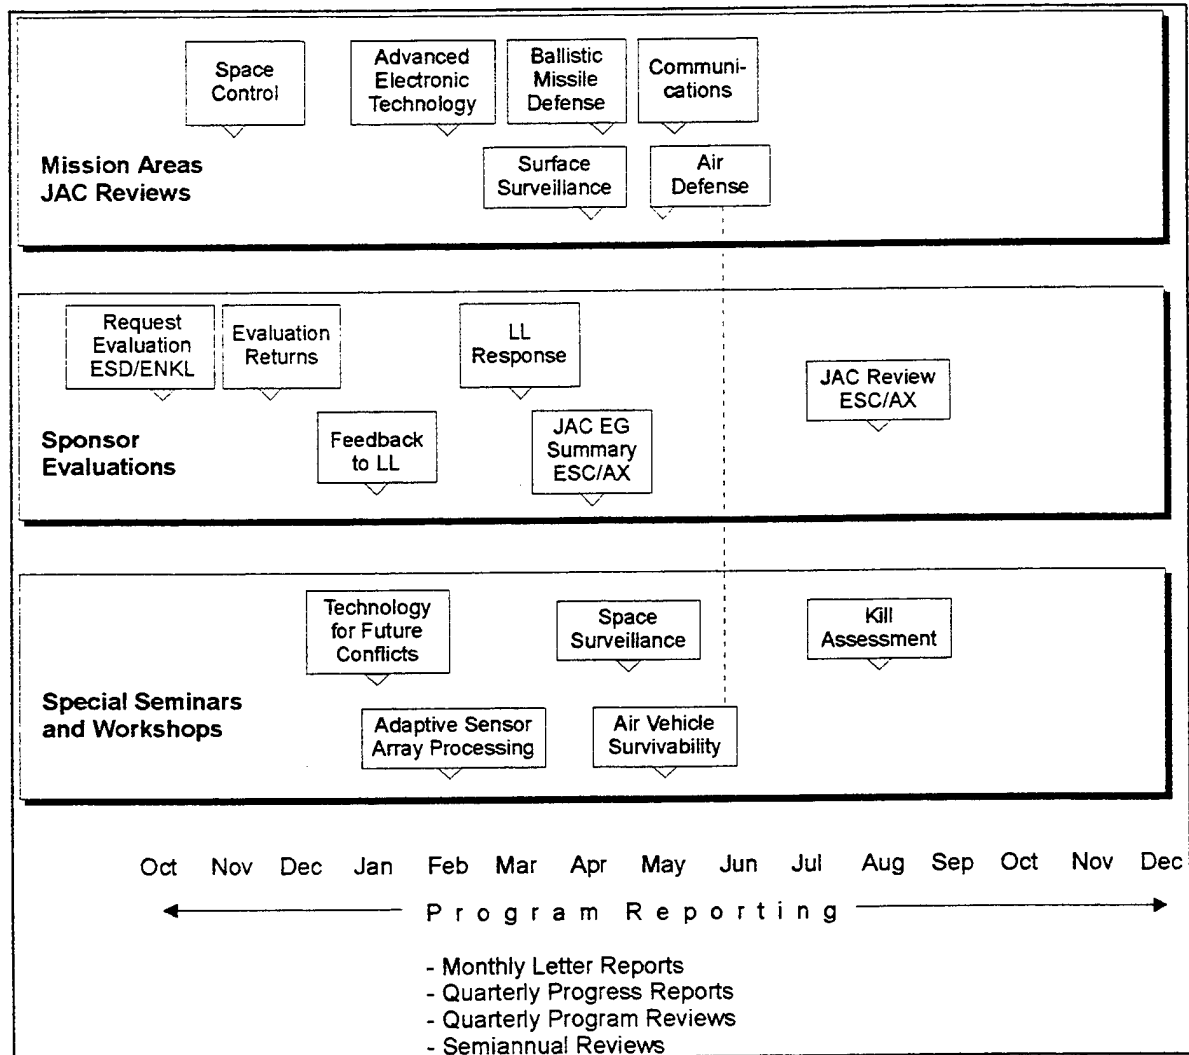 Space
Control
Advanced
Electronic
Technology
Ballistic
Missile
Defense
Communi-
cations
Mission Areas
JAC Reviews
Surface
Surveillance
Air
Defense
Request
Evaluation
ESD/ENKL
Evaluation
Returns
LL
Response
JAC Review
ESC/AX
Sponsor
Evaluations
Feedback
to LL
JAC EG
Summary
ESC/AX
Technology
for Future
Conflicts
Space
Surveillance
Kill
Assessment
Special Seminars
and Workshops
Adaptive Sensor
Array Processing
Air Vehicle
Survivability
Oct Nov Dec Jan Feb Mar Apr May Jun Jul Aug Sep Oct Nov Dec
Program Reporting
- Monthly Letter Reports
- Quarterly Progress Reports
- Quarterly Program Reviews
- Semiannual Reviews